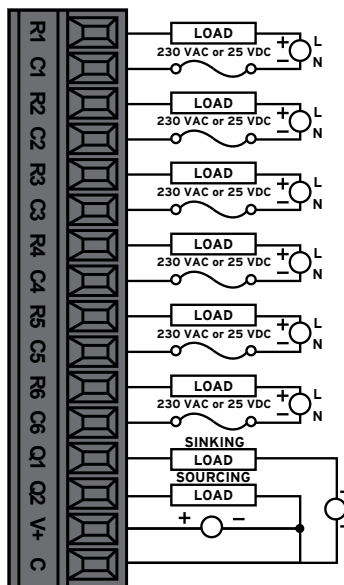 R1
LOAD
+ L
230 VAC or 25 VDC
− N
C1
R2
LOAD
+ L
230 VAC or 25 VDC
− N
C2
R3
LOAD
+ L
230 VAC or 25 VDC
− N
C3
R4
LOAD
+ L
230 VAC or 25 VDC
− N
C4
R5
LOAD
+ L
230 VAC or 25 VDC
− N
C5
R6
LOAD
+ L
230 VAC or 25 VDC
− N
C6
SINKING
Q1
LOAD
SOURCING
Q2
LOAD
V+
+ −
C